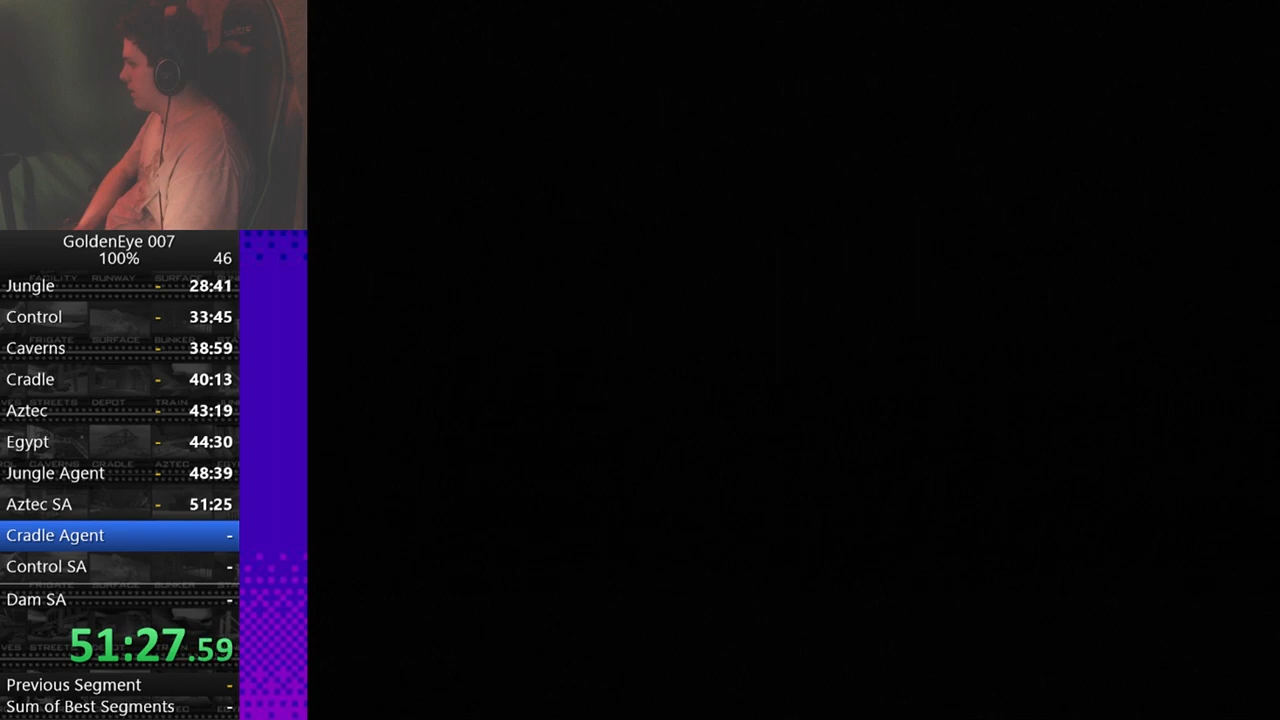 GoldenEye 007
100% 46
Jungle - 28:41
Control - 33:45
Caverns - 38:59
Cradle - 40:13
Aztec - 43:19
Egypt - 44:30
Jungle Agent - 48:39
Aztec SA - 51:25
Cradle Agent -
Control SA -
Dam SA -
51:27.59
Previous Segment -
Sum of Best Segments -